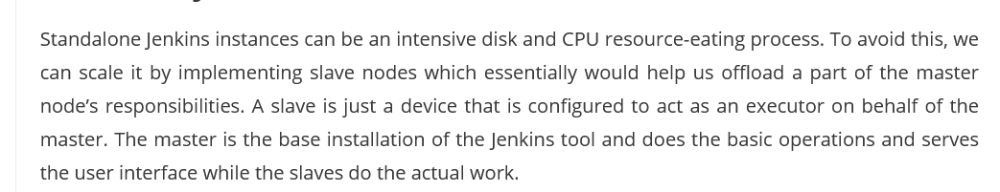 Standalone Jenkins instances can be an intensive disk and CPU resource-eating process. To avoid this, we
can scale it by implementing slave nodes which essentially would help us offload a part of the master
node’s responsibilities. A slave is just a device that is configured to act as an executor on behalf of the
master. The master is the base installation of the Jenkins tool and does the basic operations and serves
the user interface while the slaves do the actual work.